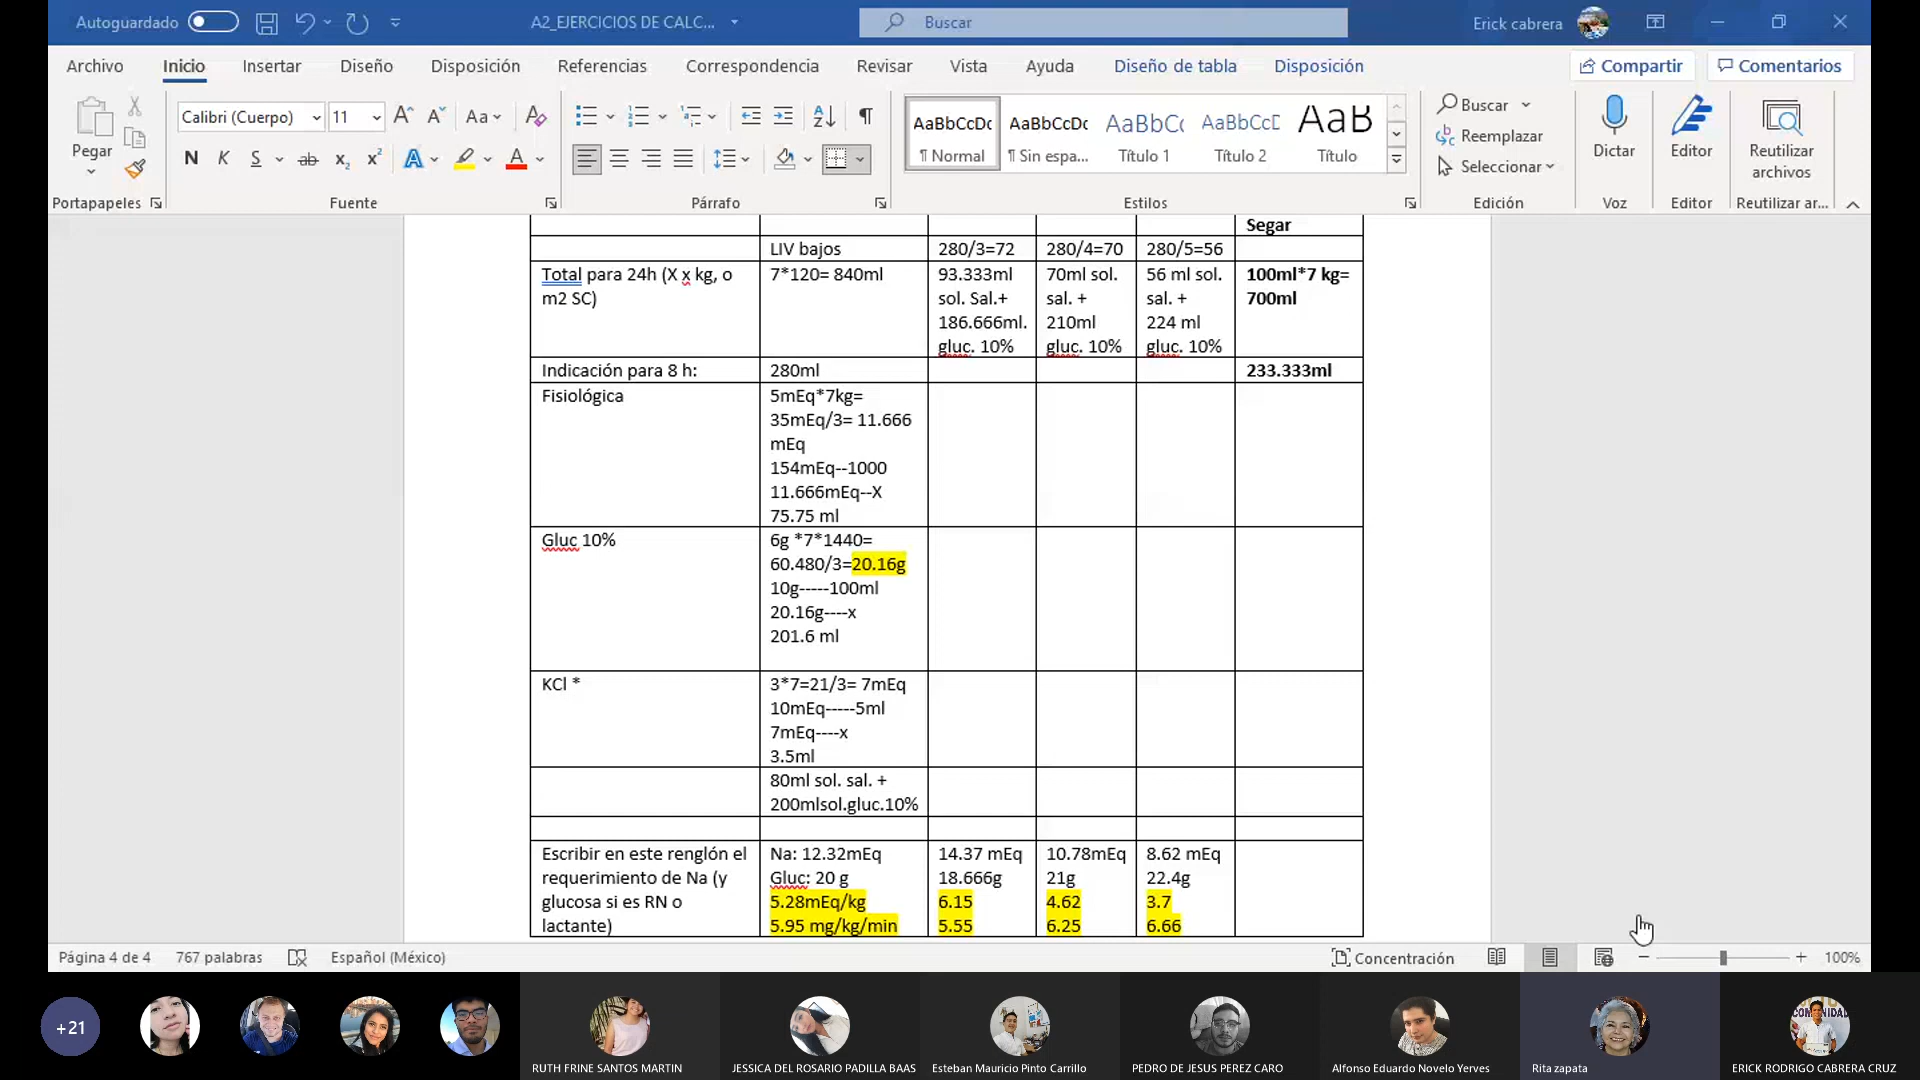 Autoguardado
A2_EJERCICIOS DE CALC...
Buscar
Erick cabrera
Archivo
Inicio
Insertar
Diseño
Disposición
Referencias
Correspondencia
Revisar
Vista
Ayuda
Diseño de tabla
Disposición
Compartir
Comentarios
Pegar
Calibri (Cuerpo)
11
Aa
N K S ab x₂ x²
AaBbCcDc
¶ Normal
AaBbCcDc
¶ Sin espa...
AaBbCc
Título 1
AaBbCcD
Título 2
AaB
Título
Buscar
Reemplazar
Seleccionar
Dictar
Editor
Reutilizar
archivos
Portapapeles
Fuente
Párrafo
Estilos
Edición
Voz
Editor
Reutilizar ar...
Segar
LIV bajos
280/3=72
280/4=70
280/5=56
Total para 24h (X x kg, o
m2 SC)
7*120= 840ml
93.333ml
sol. Sal.+
186.666ml.
gluc. 10%
70ml sol.
sal. +
210ml
gluc. 10%
56 ml sol.
sal. +
224 ml
gluc. 10%
100ml*7 kg=
700ml
Indicación para 8 h:
280ml
233.333ml
Fisiológica
5mEq*7kg=
35mEq/3= 11.666
mEq
154mEq--1000
11.666mEq--X
75.75 ml
Gluc 10%
6g *7*1440=
60.480/3=20.16g
10g-----100ml
20.16g----x
201.6 ml
KCl *
3*7=21/3= 7mEq
10mEq-----5ml
7mEq----x
3.5ml
80ml sol. sal. +
200mlsol.gluc.10%
Escribir en este renglón el
requerimiento de Na (y
glucosa si es RN o
lactante)
Na: 12.32mEq
Gluc: 20 g
5.28mEq/kg
5.95 mg/kg/min
14.37 mEq
18.666g
6.15
5.55
10.78mEq
21g
4.62
6.25
8.62 mEq
22.4g
3.7
6.66
Página 4 de 4
767 palabras
Español (México)
Concentración
100%
+21
RUTH FRINE SANTOS MARTIN
JESSICA DEL ROSARIO PADILLA BAAS
Esteban Mauricio Pinto Carrillo
PEDRO DE JESUS PEREZ CARO
Alfonso Eduardo Novelo Yerves
Rita zapata
ERICK RODRIGO CABRERA CRUZ